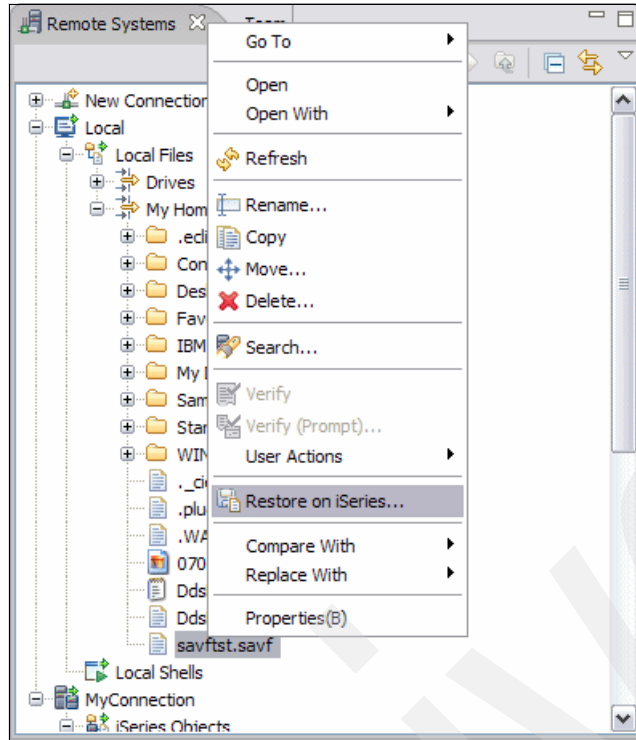 Remote Systems
Team
Go To
Open
Open With
Refresh
Rename...
Copy
Move...
Delete...
Search...
Verify
Verify (Prompt)...
User Actions
Restore on iSeries...
Compare With
Replace With
Properties(B)
New Connection
Local
Local Files
Drives
My Hom
.ecli
Con
Des
Fav
IBM
My
Sam
Star
WIN
._cie
.plu
.WA
070
Dds
Dds
savftst.savf
Local Shells
MyConnection
iSeries Objects